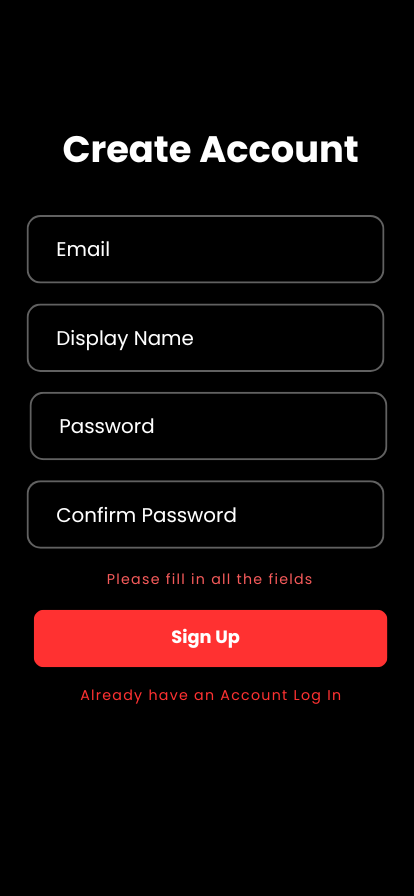 Create Account
Email
Display Name
Password
Confirm Password
Please fill in all the fields
Sign Up
Already have an Account Log In